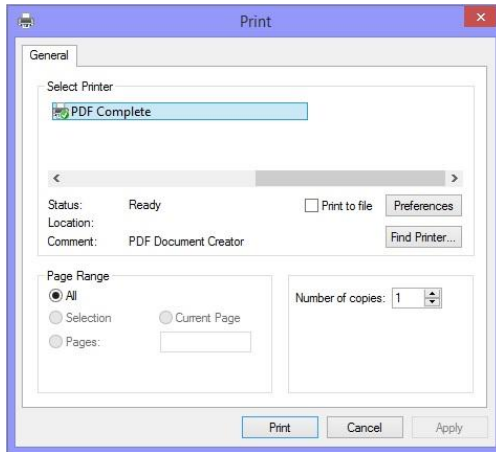 Print
General
Select Printer
PDF Complete
Status: Ready Print to file Preferences
Location:
Comment: PDF Document Creator Find Printer...
Page Range
All Number of copies: 1
Selection Current Page
Pages:
Print Cancel Apply